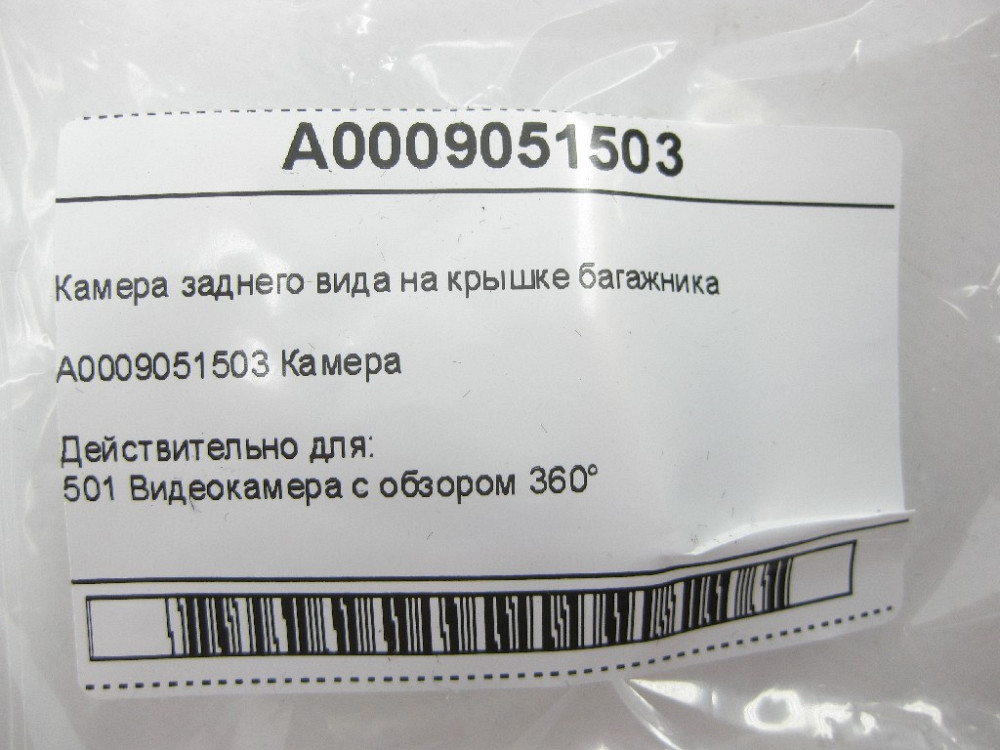 A0009051503
Камера заднего вида на крышке багажника
A0009051503 Камера
Действительно для:
501 Видеокамера с обзором 360°